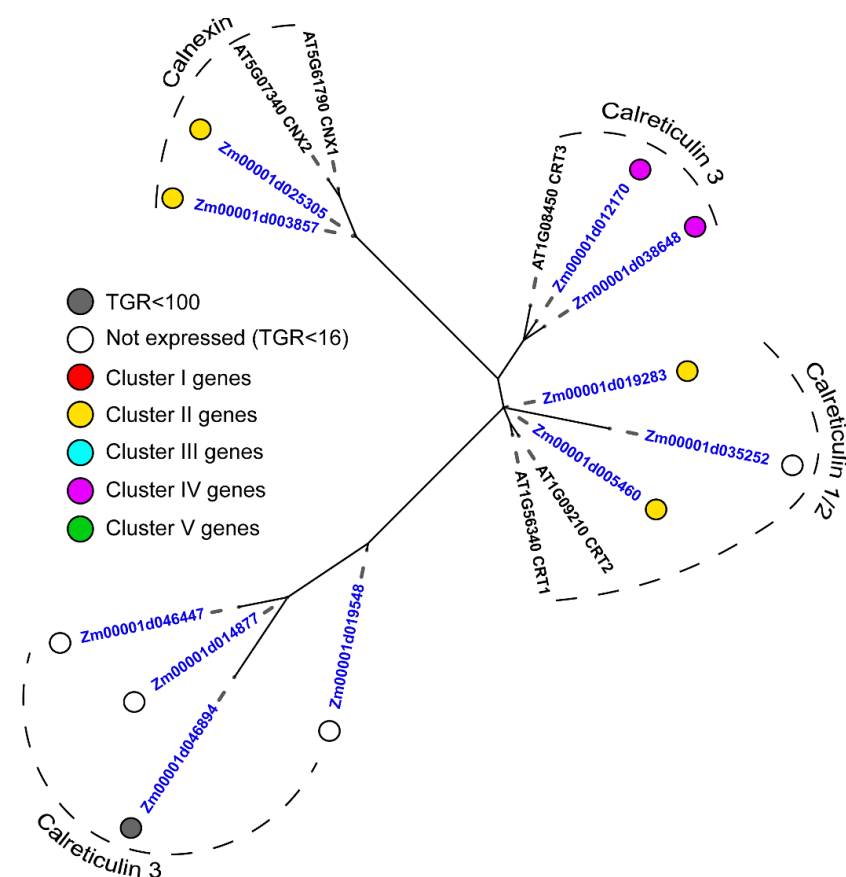 Calnexin
AT5G07340 CNX2
AT5G61790 CNX1
Zm00001d025305
Zm00001d003857
Calreticulin 3
AT1G08450 CRT3
Zm00001d012170
Zm00001d038648
TGR<100
Not expressed (TGR<16)
Cluster I genes
Cluster II genes
Cluster III genes
Cluster IV genes
Cluster V genes
Calreticulin 1/2
Zm00001d019283
Zm00001d035252
Zm00001d005460
AT1G09210 CRT2
AT1G56340 CRT1
Zm00001d046447
Zm00001d014877
Zm00001d046894
Zm00001d019548
Calreticulin 3